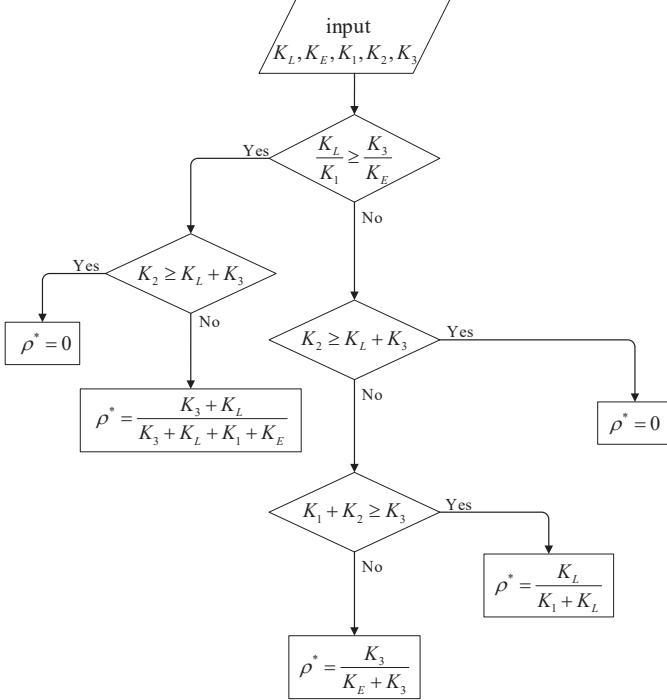 input
K_L, K_E, K_1, K_2, K_3
K_L/K_1 ≥ K_3/K_E
Yes
No
Yes
K_2 ≥ K_L + K_3
K_2 ≥ K_L + K_3
Yes
No
ρ* = 0
ρ* = (K_3 + K_L)/(K_3 + K_L + K_1 + K_E)
No
ρ* = 0
K_1 + K_2 ≥ K_3
Yes
No
ρ* = K_L/(K_1 + K_L)
ρ* = K_3/(K_E + K_3)